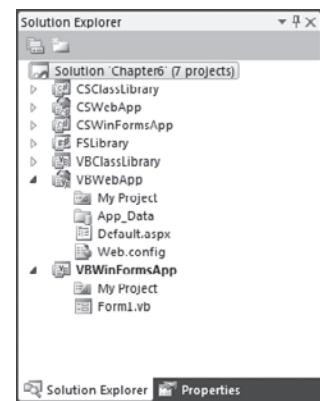 Solution Explorer
Solution 'Chapter6' (7 projects)
CSClassLibrary
CSWebApp
CSWinFormsApp
FSLibrary
VBClassLibrary
VBWebApp
My Project
App_Data
Default.aspx
Web.config
VBWinFormsApp
My Project
Form1.vb
Solution Explorer Properties